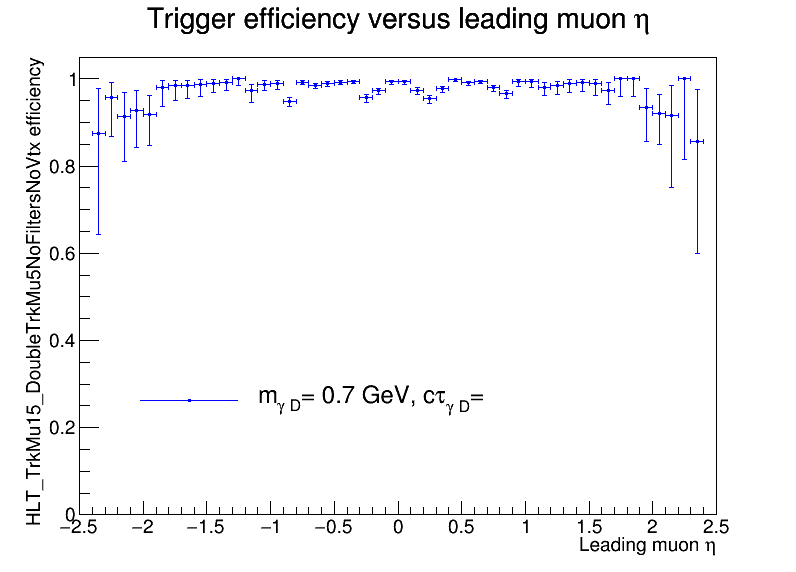 Trigger efficiency versus leading muon η
HLT_TrkMu15_DoubleTrkMu5NoFiltersNoVtx efficiency
1
0.8
0.6
0.4
0.2
0
mγ D= 0.7 GeV, cτγ D=
−2.5 −2 −1.5 −1 −0.5 0 0.5 1 1.5 2 2.5
Leading muon η